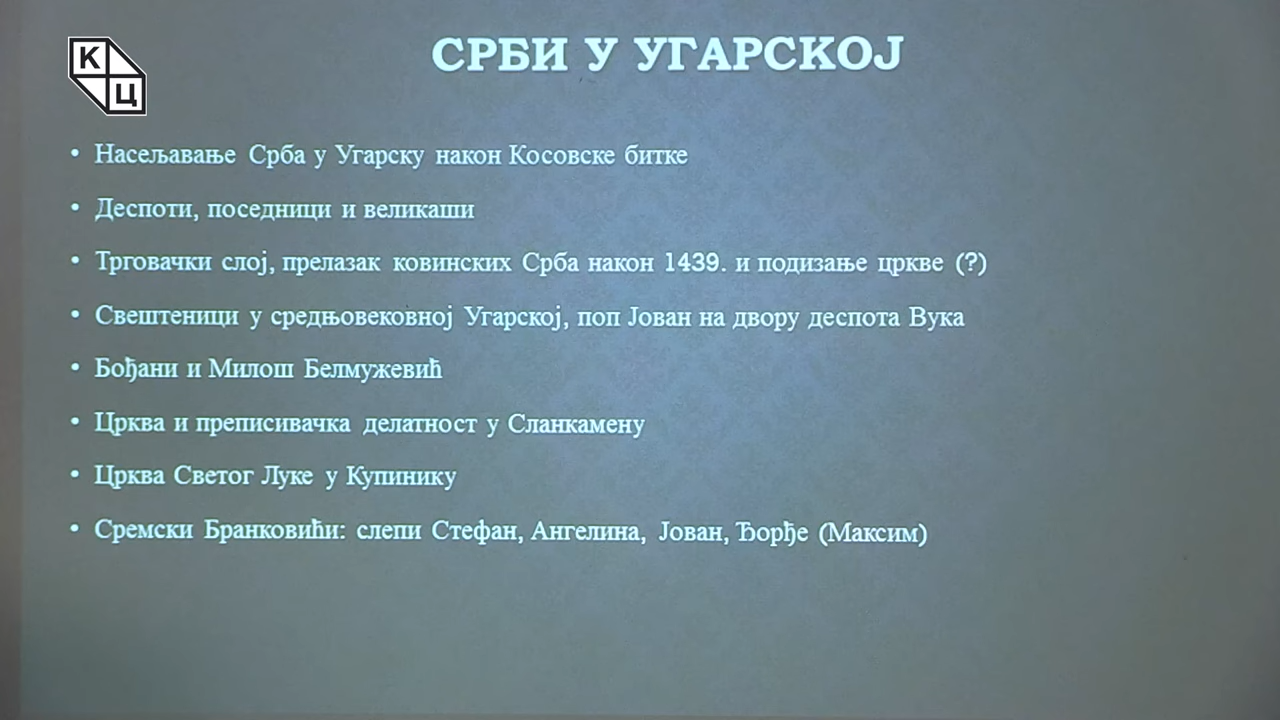 К
Ц
СРБИ У УГАРСКОЈ
• Насељавање Срба у Угарску након Косовске битке
• Деспоти, поседници и великаши
• Трговачки слој, прелазак ковинских Срба након 1439. и подизање цркве (?)
• Свештеници у средњовековној Угарској, поп Јован на двору деспота Вука
• Бођани и Милош Белмужевић
• Црква и преписивачка делатност у Сланкамену
• Црква Светог Луке у Купинику
• Сремски Бранковићи: слепи Стефан, Ангелина, Јован, Ђорђе (Максим)